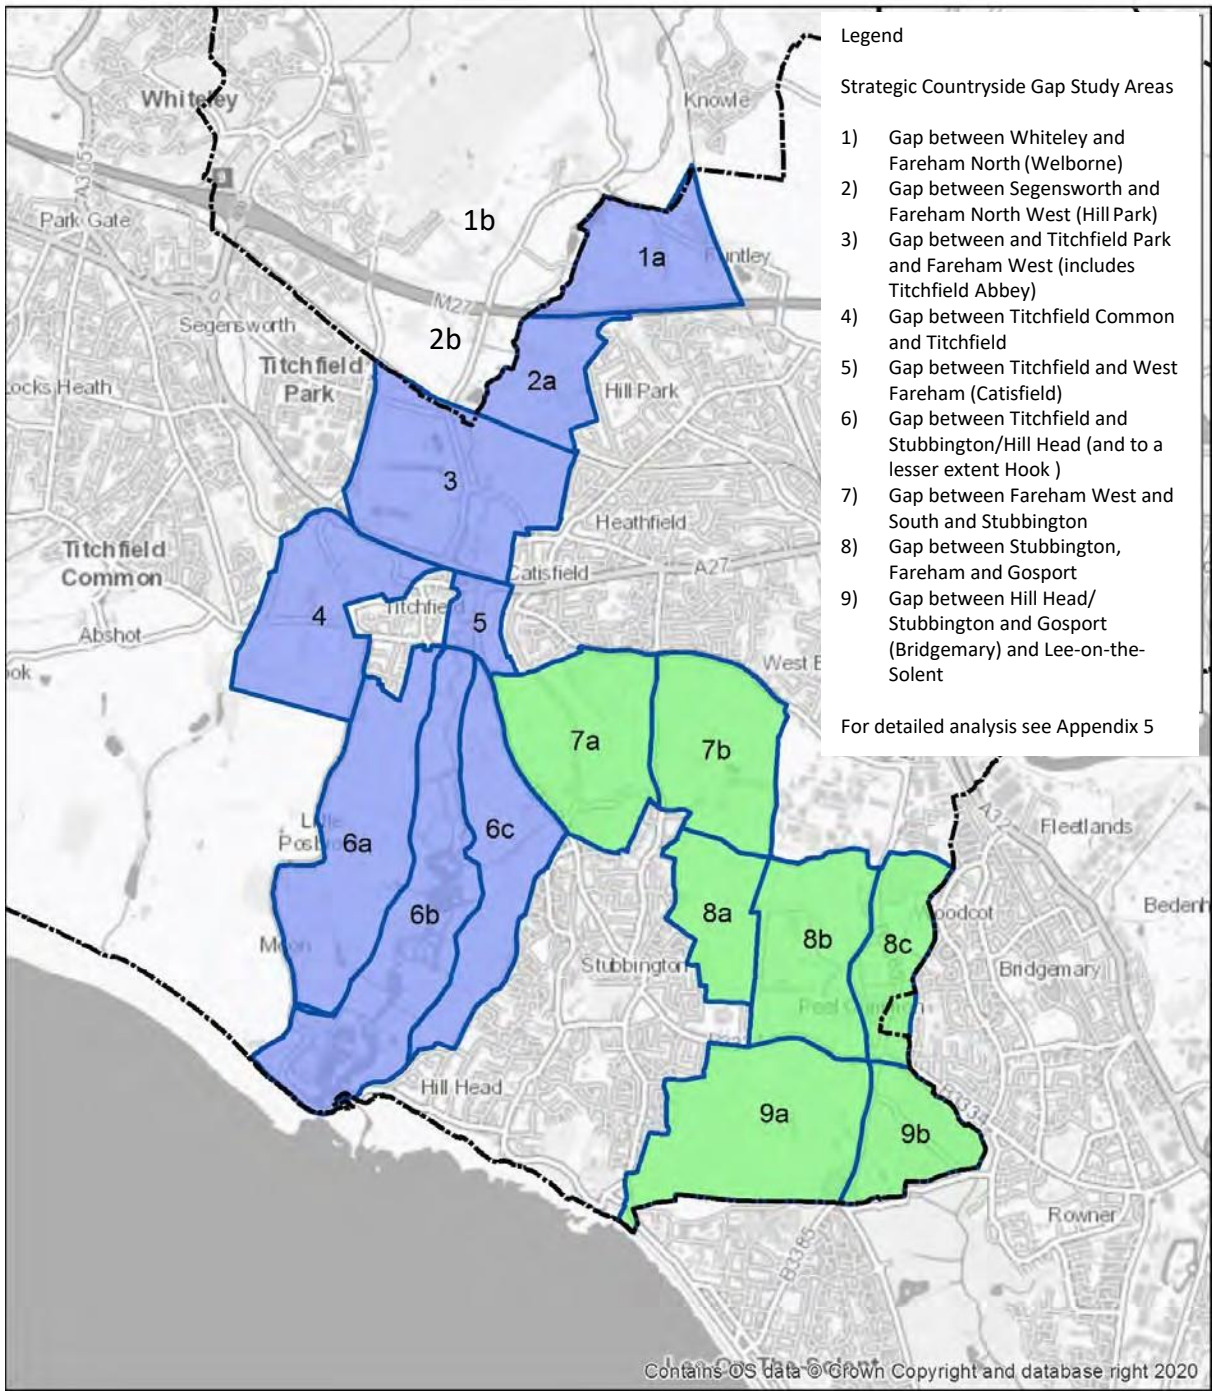 Legend
Strategic Countryside Gap Study Areas
1) Gap between Whiteley and
Fareham North (Welborne)
2) Gap between Segensworth and
Fareham North West (Hill Park)
3) Gap between and Titchfield Park
and Fareham West (includes
Titchfield Abbey)
4) Gap between Titchfield Common
and Titchfield
5) Gap between Titchfield and West
Fareham (Catisfield)
6) Gap between Titchfield and
Stubbington/Hill Head (and to a
lesser extent Hook )
7) Gap between Fareham West and
South and Stubbington
8) Gap between Stubbington,
Fareham and Gosport
9) Gap between Hill Head/
Stubbington and Gosport
(Bridgemary) and Lee-on-the-
Solent
For detailed analysis see Appendix 5
Whiteley
Knowle
A3051
Park Gate
1b
1a
M27
Segensworth
2b
Titchfield
Park
2a
Hill Park
3
Heathfield
Titchfield
Common
Catisfield
A27
4
Titchfield
5
Abshot
7a
7b
6a
6c
A32
Fleetlands
6b
8a
8b
8c
Stubbington
Bridgemary
Hill Head
9a
9b
Rowner
B3385
Contains OS data © Crown Copyright and database right 2020